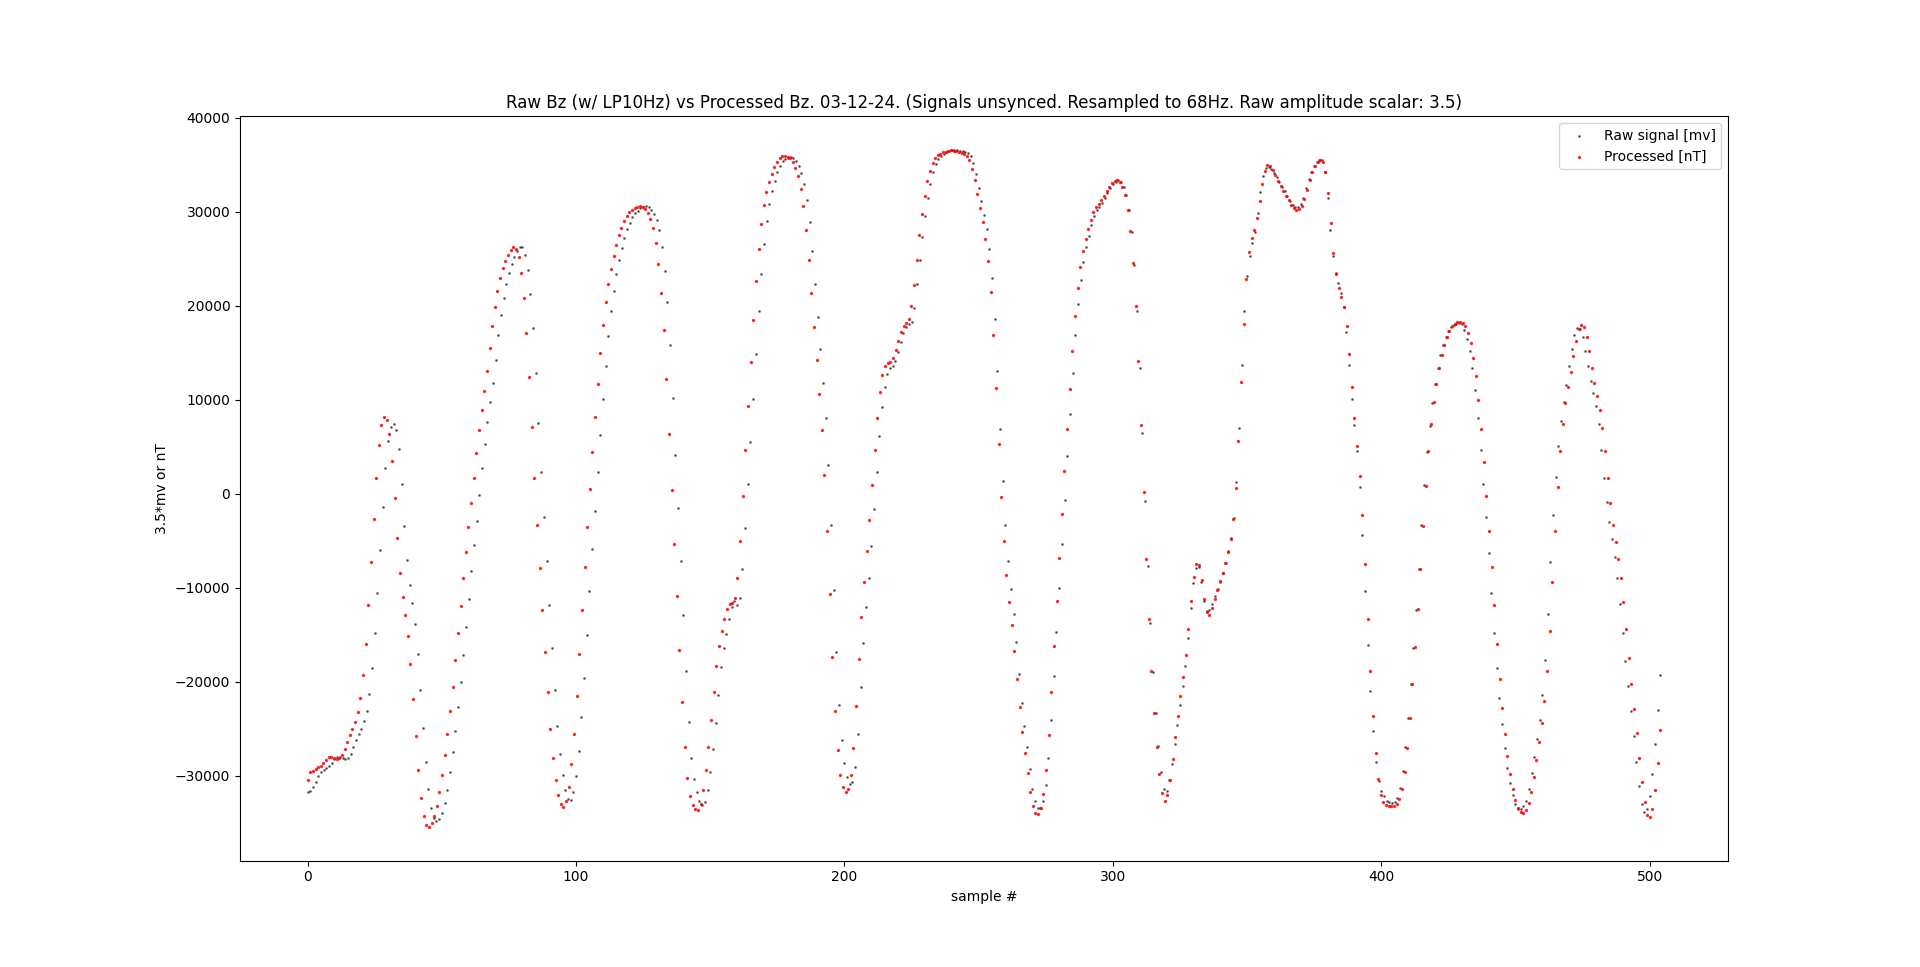 Raw Bz (w/ LP10Hz) vs Processed Bz. 03-12-24. (Signals unsynced. Resampled to 68Hz. Raw amplitude scalar: 3.5)
Raw signal [mv]
Processed [nT]
40000
30000
20000
10000
0
−10000
−20000
−30000
3.5*mv or nT
0 100 200 300 400 500
sample #